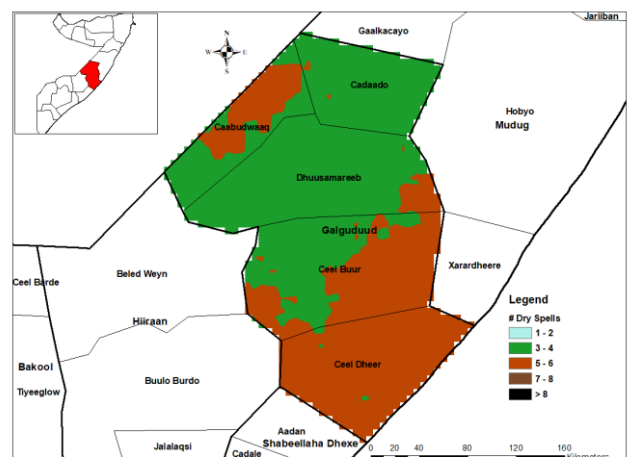 Jariiban
Gaalkacayo
N
W E
S
Cadaado
Hobyo
Mudug
Caabudwaaq
Dhuusamareeb
Galguduud
Ceel Buur
Xarardheere
Ceel Barde
Beled Weyn
Hiiraan
Bakool
Tiyeeglow
Buulo Burdo
Ceel Dheer
Legend
# Dry Spells
1 - 2
3 - 4
5 - 6
7 - 8
> 8
Aadan
Shabeellaha Dhexe
Jalalaqsi
Cadale
0 20 40 80 120 160
Kilometers